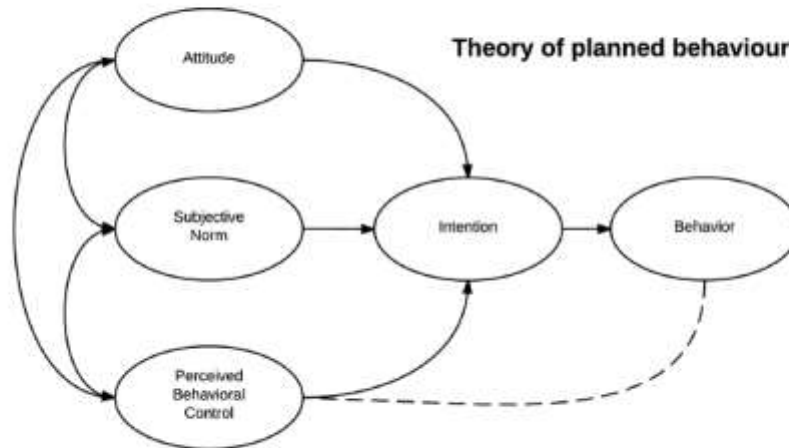 Theory of planned behaviour
Attitude
Subjective
Norm
Intention
Behavior
Perceived
Behavioral
Control